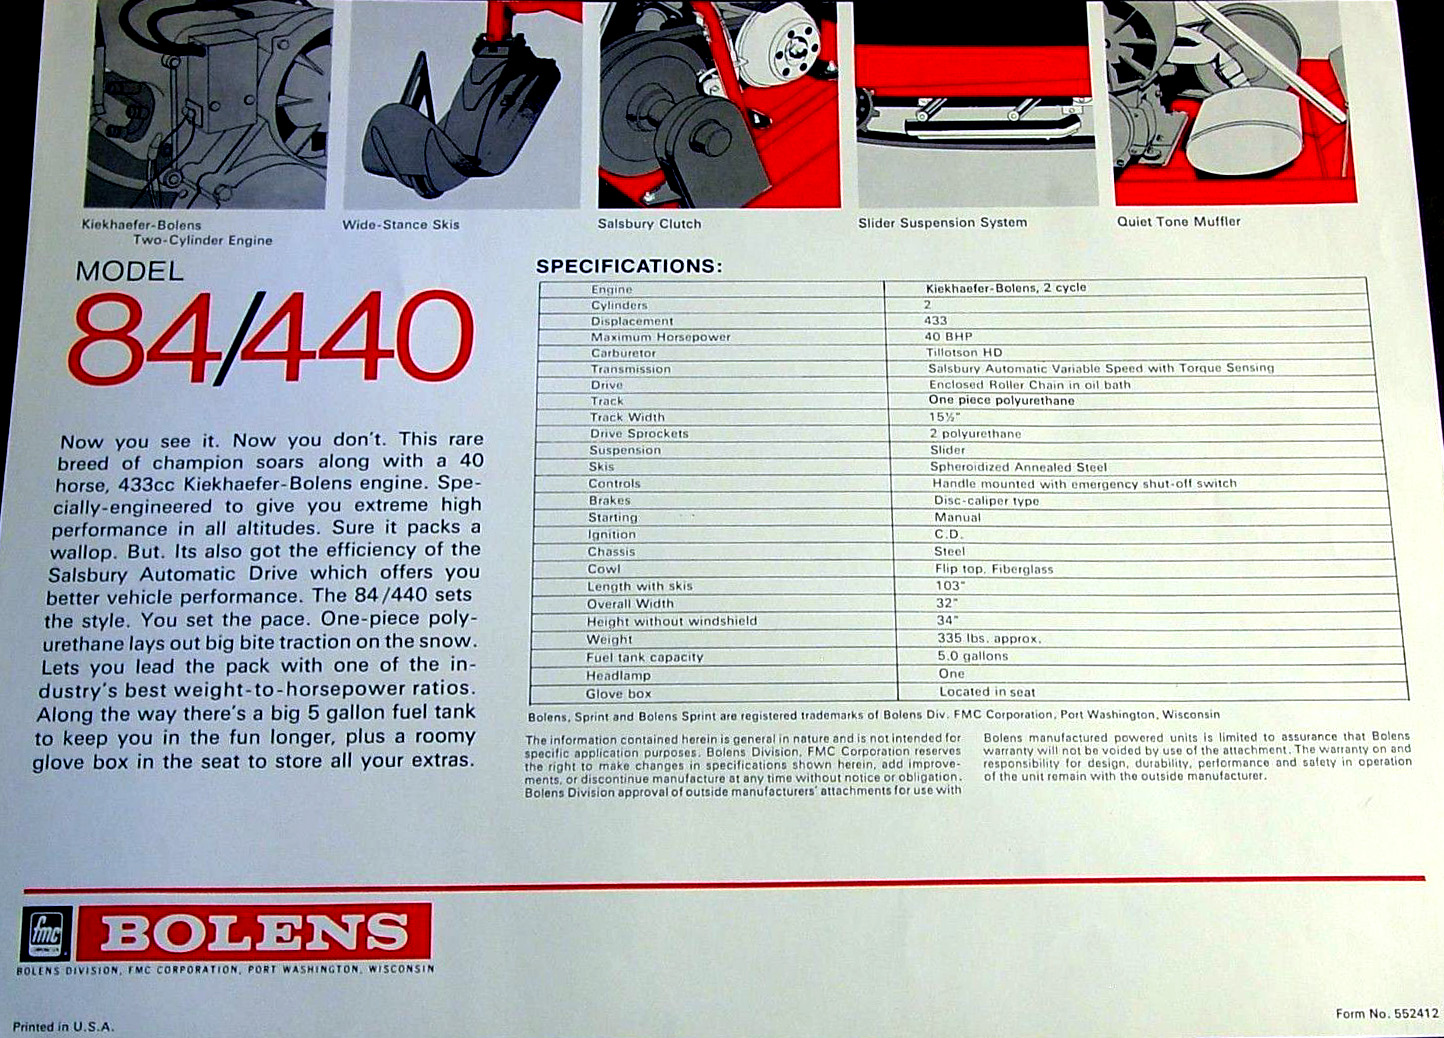 Kiekhaefer-Bolens
Two-Cylinder Engine
Wide-Stance Skis
Salsbury Clutch
Slider Suspension System
Quiet Tone Muffler
MODEL
84/440
Now you see it. Now you don't. This rare
breed of champion soars along with a 40
horse, 433cc Kiekhaefer-Bolens engine. Spe-
cially-engineered to give you extreme high
performance in all altitudes. Sure it packs a
wallop. But. Its also got the efficiency of the
Salsbury Automatic Drive which offers you
better vehicle performance. The 84/440 sets
the style. You set the pace. One-piece poly-
urethane lays out big bite traction on the snow.
Lets you lead the pack with one of the in-
dustry's best weight-to-horsepower ratios.
Along the way there's a big 5 gallon fuel tank
to keep you in the fun longer, plus a roomy
glove box in the seat to store all your extras.
SPECIFICATIONS:
Engine Kiekhaefer-Bolens, 2 cycle
Cylinders 2
Displacement 433
Maximum Horsepower 40 BHP
Carburetor Tillotson HD
Transmission Salsbury Automatic Variable Speed with Torque Sensing
Drive Enclosed Roller Chain in oil bath
Track One piece polyurethane
Track Width 15½"
Drive Sprockets 2 polyurethane
Suspension Slider
Skis Spheroidized Annealed Steel
Controls Handle mounted with emergency shut-off switch
Brakes Disc-caliper type
Starting Manual
Ignition C.D.
Chassis Steel
Cowl Flip top, Fiberglass
Length with skis 103"
Overall Width 32"
Height without windshield 34"
Weight 335 lbs. approx.
Fuel tank capacity 5.0 gallons
Headlamp One
Glove box Located in seat
Bolens, Sprint and Bolens Sprint are registered trademarks of Bolens Div. FMC Corporation, Port Washington, Wisconsin
The information contained herein is general in nature and is not intended for
specific application purposes. Bolens Division, FMC Corporation reserves
the right to make changes in specifications shown herein, add improve-
ments, or discontinue manufacture at any time without notice or obligation.
Bolens Division approval of outside manufacturers' attachments for use with
Bolens manufactured powered units is limited to assurance that Bolens
warranty will not be voided by use of the attachment. The warranty on and
responsibility for design, durability, performance and safety in operation
of the unit remain with the outside manufacturer.
fmc
CORPORATION
BOLENS
BOLENS DIVISION, FMC CORPORATION, PORT WASHINGTON, WISCONSIN
Printed in U.S.A.
Form No. 552412